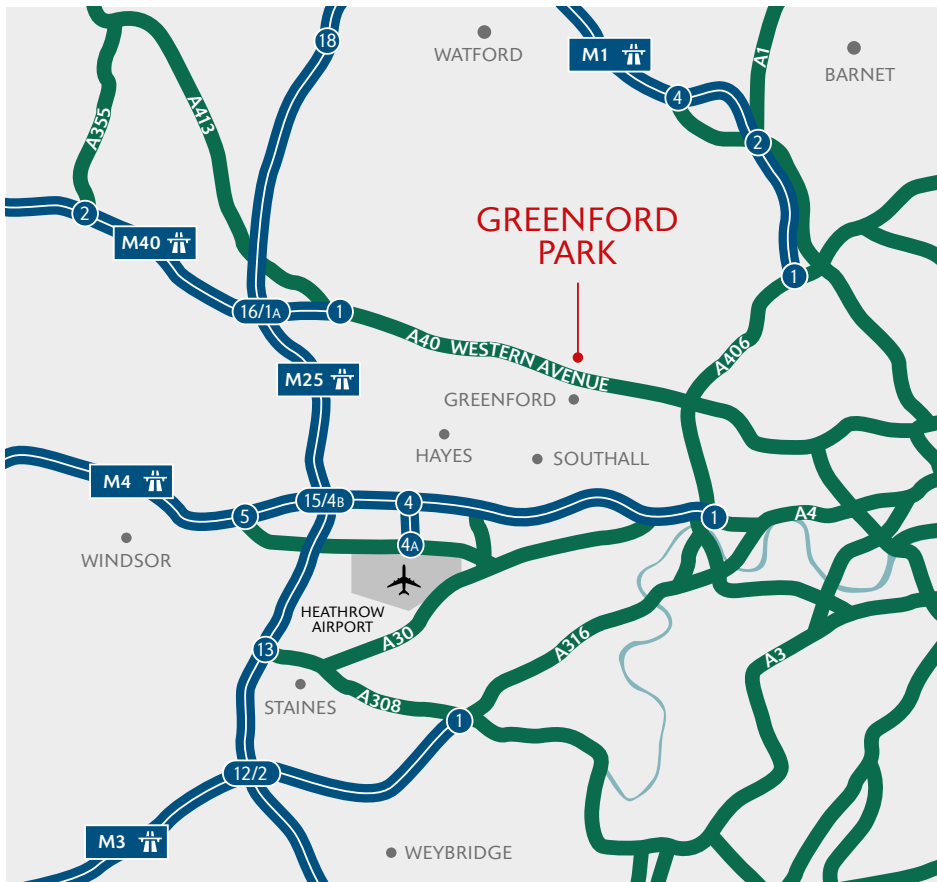 18
WATFORD
M1
A1
BARNET
4
A413
A355
2
2
M40
GREENFORD
PARK
1
16/1A
1
A40 WESTERN AVENUE
A406
M25
GREENFORD
HAYES
SOUTHALL
M4
15/4B
4
5
1
A4
WINDSOR
4A
HEATHROW
AIRPORT
A30
A316
13
A3
STAINES
A308
1
12/2
M3
WEYBRIDGE